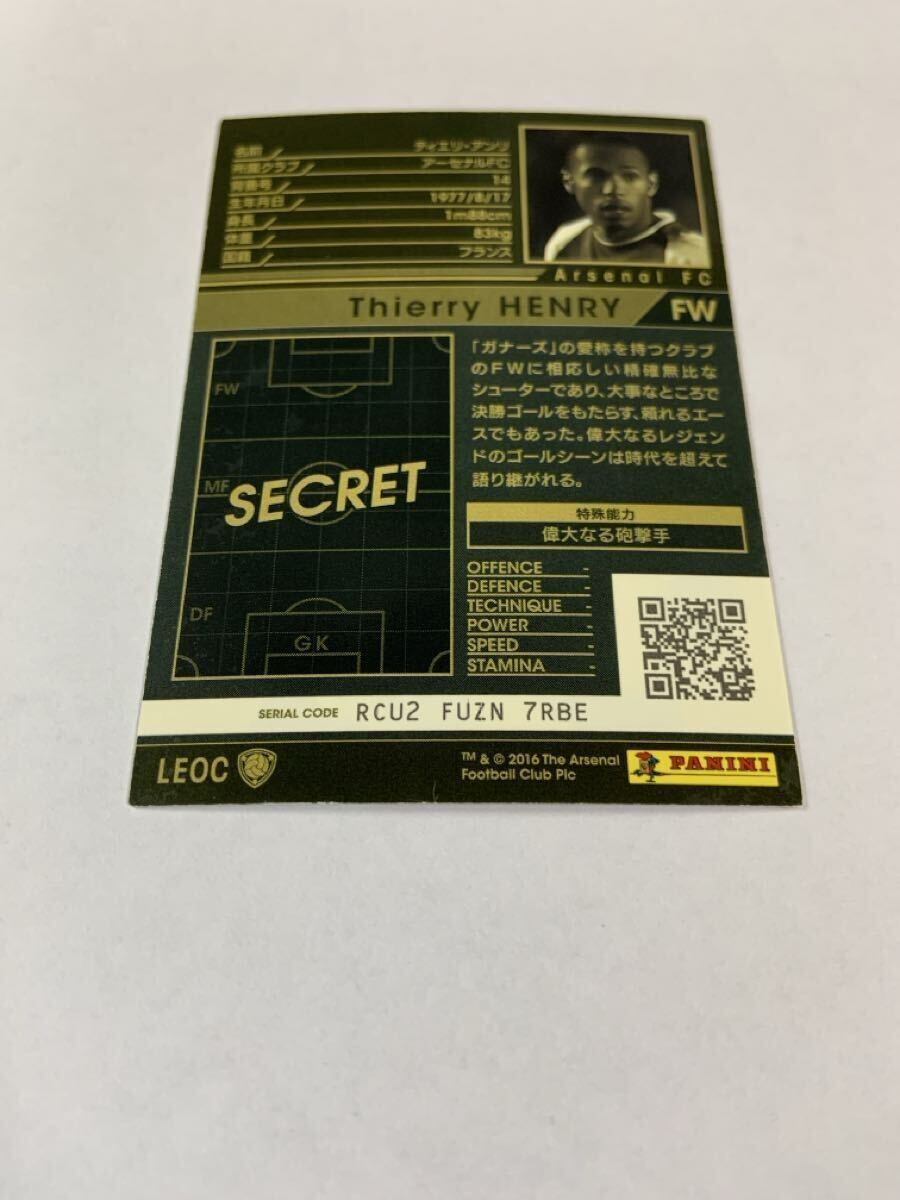 名前 ティエリ・アンリ
所属クラブ アーセナルFC
背番号 14
生年月日 1977/8/17
身長 1m88cm
体重 83kg
国籍 フランス
Arsenal FC
Thierry HENRY FW
FW
MF
SECRET
DF
GK
「ガナーズ」の愛称を持つクラブ
のFWに相応しい精確無比な
シューターであり、大事なところで
決勝ゴールをもたらす、頼れるエー
スでもあった。偉大なるレジェン
ドのゴールシーンは時代を超えて
語り継がれる。
特殊能力
偉大なる砲撃手
OFFENCE -
DEFENCE -
TECHNIQUE -
POWER -
SPEED -
STAMINA -
SERIAL CODE RCU2 FUZN 7RBE
LEOC
TM & © 2016 The Arsenal
Football Club Plc
PANINI